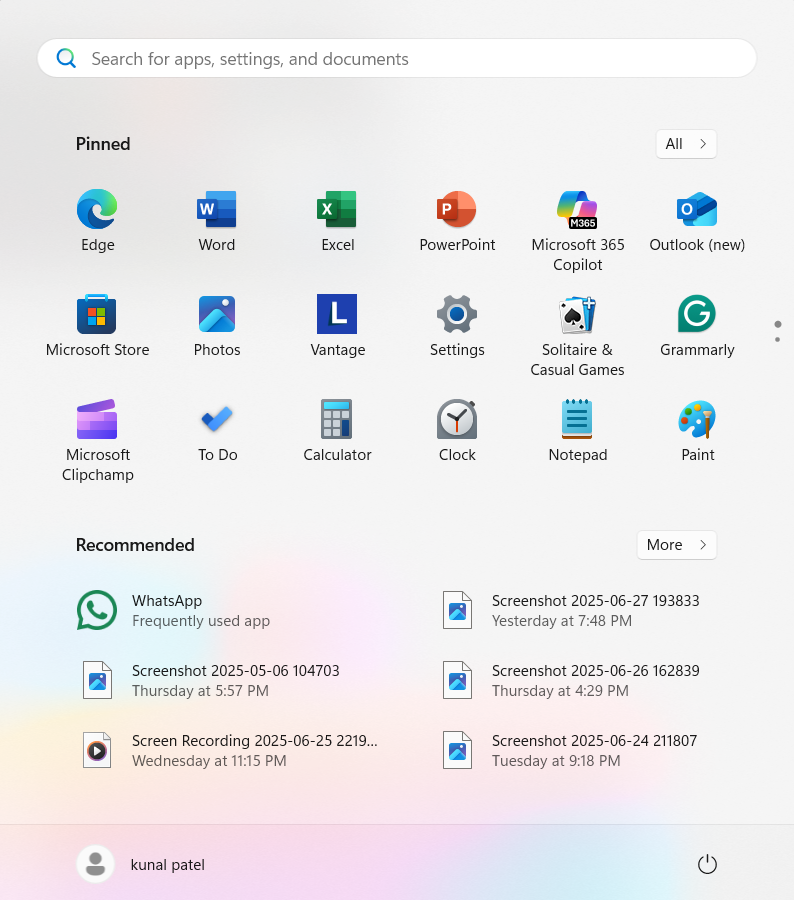 Search for apps, settings, and documents
Pinned
All
W
X
P
M365
O
Edge
Word
Excel
PowerPoint
Microsoft 365
Copilot
Outlook (new)
L
G
Microsoft Store
Photos
Vantage
Settings
Solitaire &
Casual Games
Grammarly
Microsoft
Clipchamp
To Do
Calculator
Clock
Notepad
Paint
Recommended
More
WhatsApp
Frequently used app
Screenshot 2025-06-27 193833
Yesterday at 7:48 PM
Screenshot 2025-05-06 104703
Thursday at 5:57 PM
Screenshot 2025-06-26 162839
Thursday at 4:29 PM
Screen Recording 2025-06-25 2219...
Wednesday at 11:15 PM
Screenshot 2025-06-24 211807
Tuesday at 9:18 PM
kunal patel